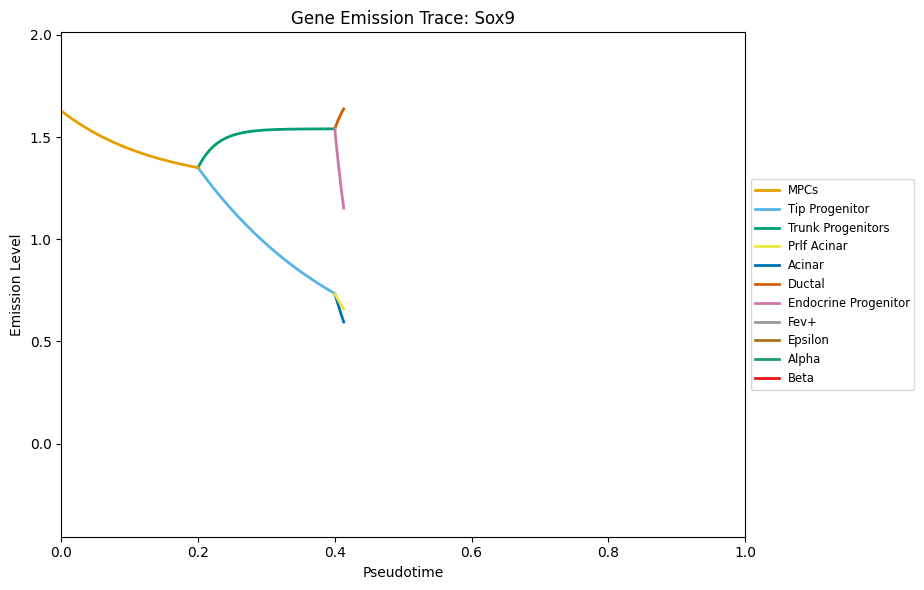 Gene Emission Trace: Sox9
2.0
1.5
1.0
0.5
0.0
Emission Level
0.0 0.2 0.4 0.6 0.8 1.0
Pseudotime
MPCs
Tip Progenitor
Trunk Progenitors
Prlf Acinar
Acinar
Ductal
Endocrine Progenitor
Fev+
Epsilon
Alpha
Beta